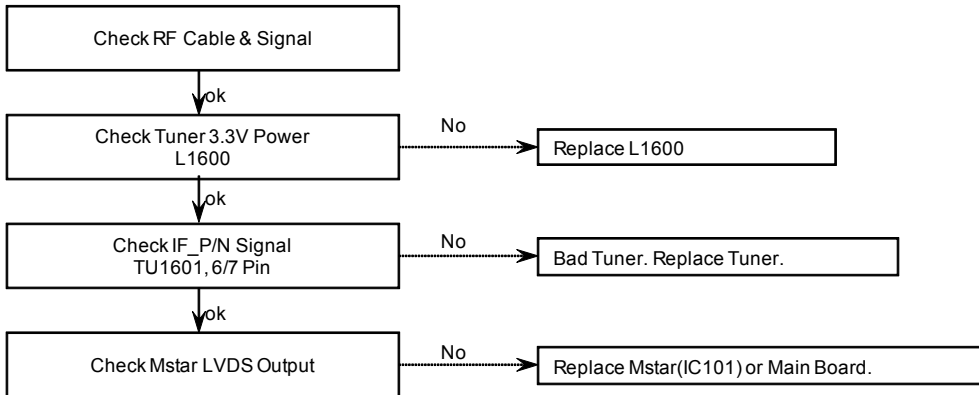 Check RF Cable & Signal
ok
Check Tuner 3.3V Power
L1600
No
Replace L1600
ok
Check IF_P/N Signal
TU1601, 6/7 Pin
No
Bad Tuner. Replace Tuner.
ok
Check Mstar LVDS Output
No
Replace Mstar(IC101) or Main Board.